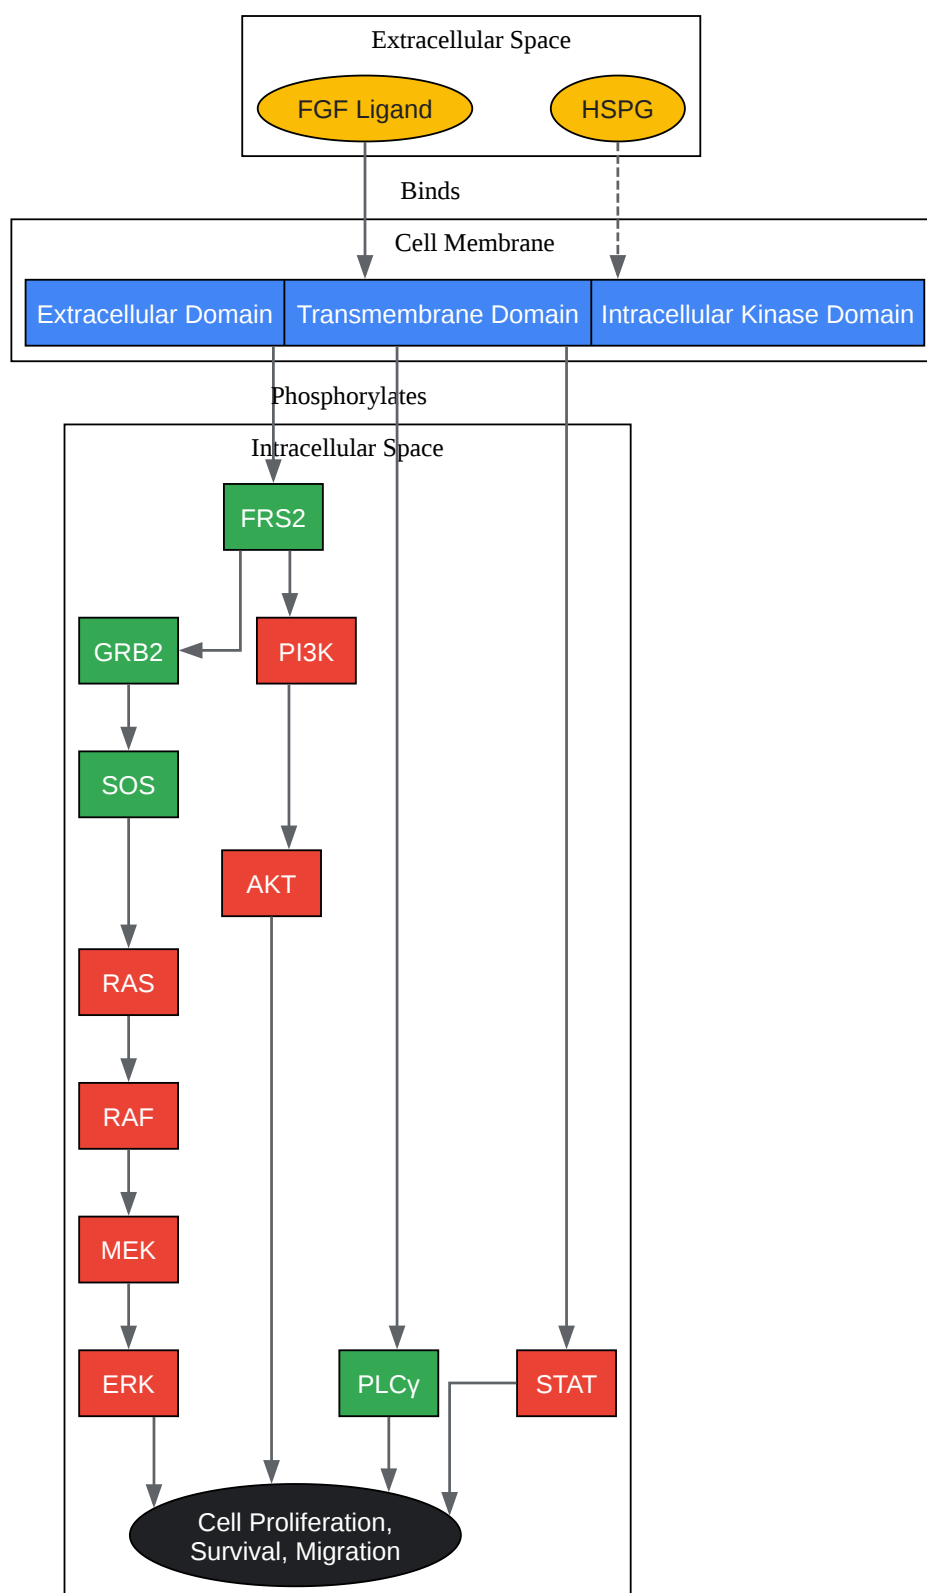 Extracellular Space
FGF Ligand
HSPG
Binds
Cell Membrane
Extracellular Domain
Transmembrane Domain
Intracellular Kinase Domain
Phosphorylates
Intracellular Space
FRS2
GRB2
PI3K
SOS
AKT
RAS
RAF
MEK
ERK
PLCγ
STAT
Cell Proliferation,
Survival, Migration